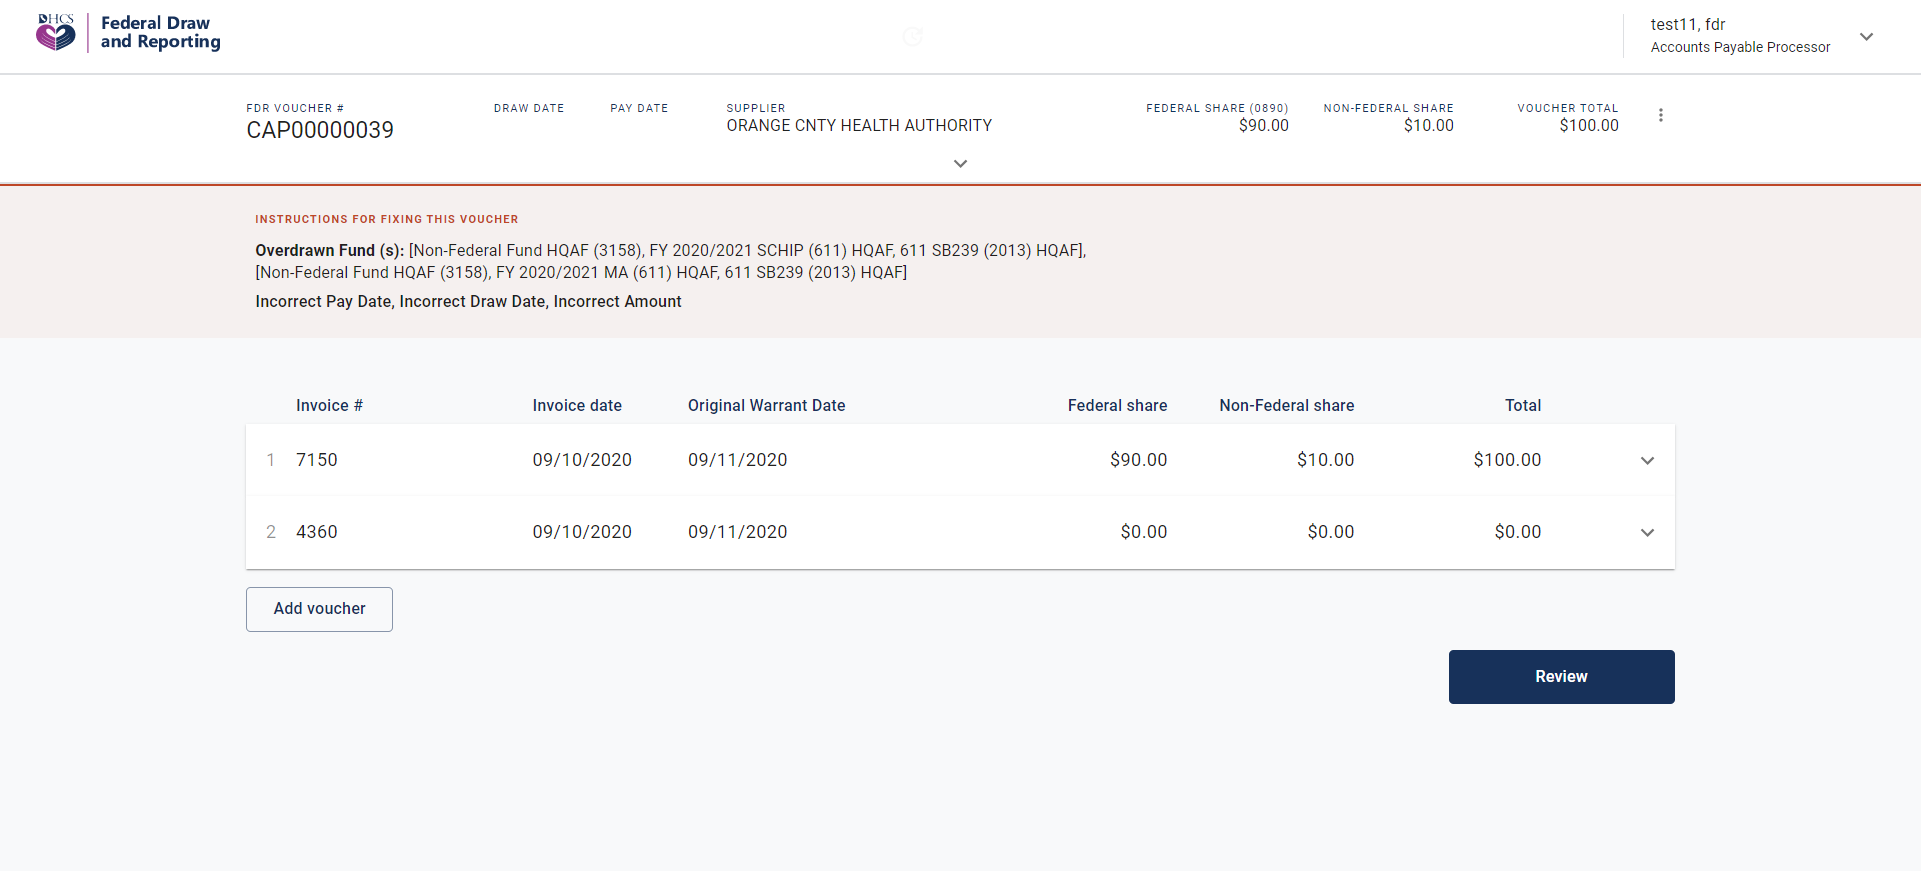 DHCS
Federal Draw
and Reporting
test11, fdr
Accounts Payable Processor
FDR VOUCHER #
CAP00000039
DRAW DATE
PAY DATE
SUPPLIER
ORANGE CNTY HEALTH AUTHORITY
FEDERAL SHARE (0890)
$90.00
NON-FEDERAL SHARE
$10.00
VOUCHER TOTAL
$100.00
INSTRUCTIONS FOR FIXING THIS VOUCHER
Overdrawn Fund (s): [Non-Federal Fund HQAF (3158), FY 2020/2021 SCHIP (611) HQAF, 611 SB239 (2013) HQAF],
[Non-Federal Fund HQAF (3158), FY 2020/2021 MA (611) HQAF, 611 SB239 (2013) HQAF]
Incorrect Pay Date, Incorrect Draw Date, Incorrect Amount
Invoice # Invoice date Original Warrant Date Federal share Non-Federal share Total
1 7150 09/10/2020 09/11/2020 $90.00 $10.00 $100.00
2 4360 09/10/2020 09/11/2020 $0.00 $0.00 $0.00
Add voucher
Review